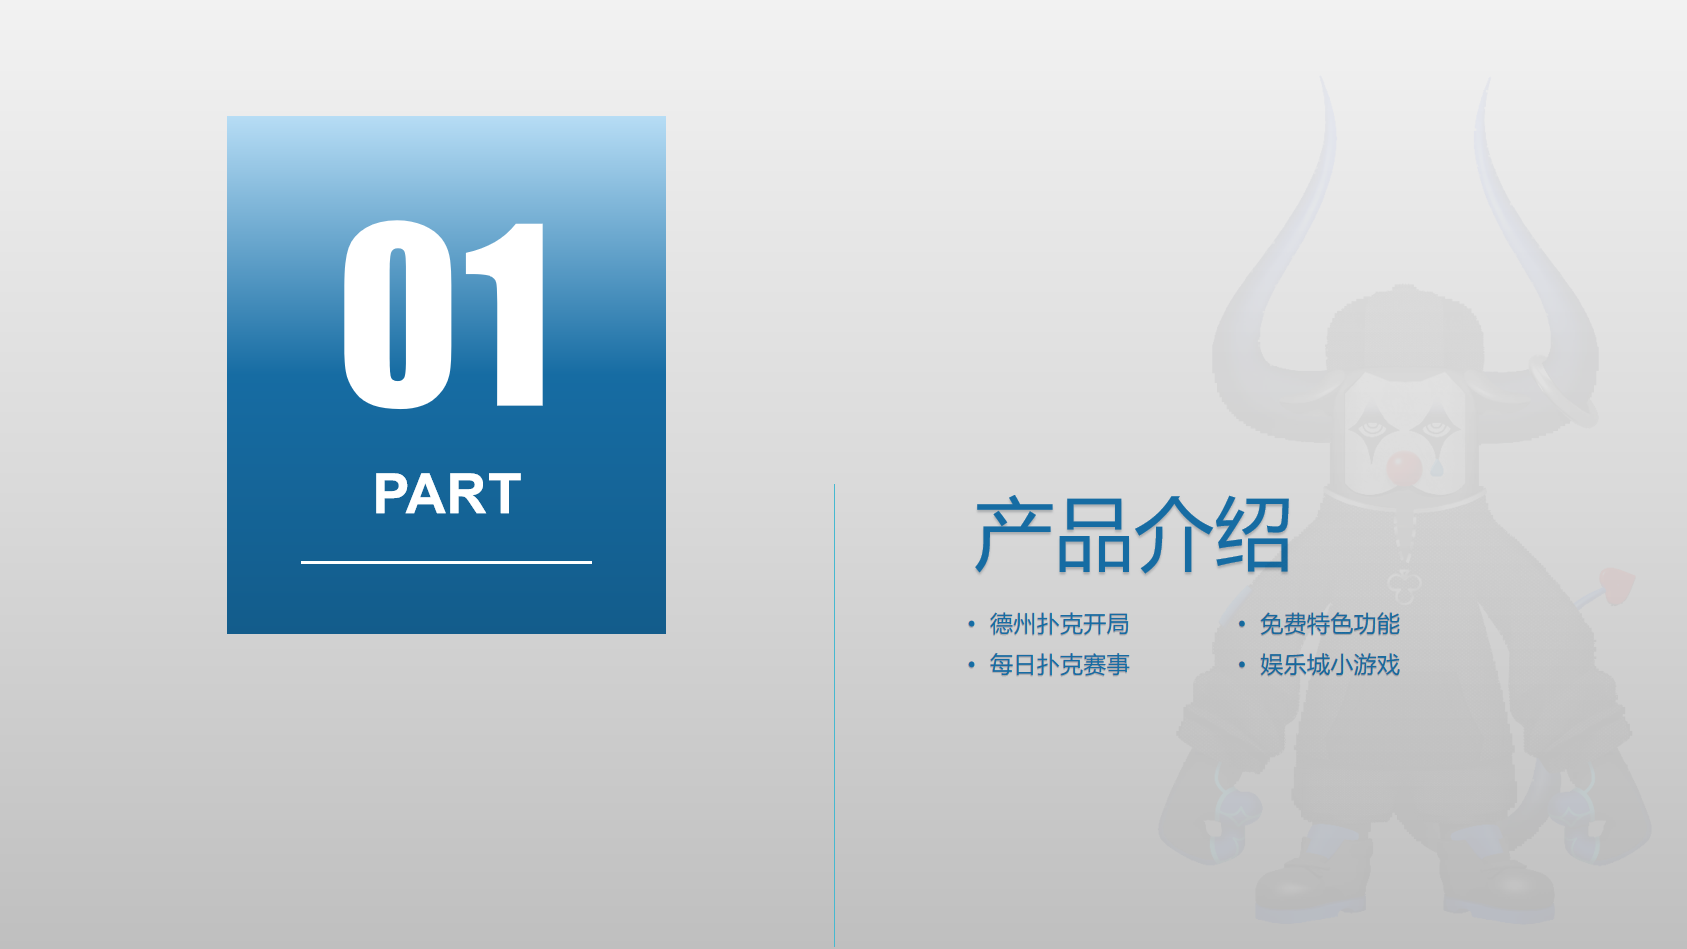 01
PART
产品介绍
• 德州扑克开局
• 免费特色功能
• 每日扑克赛事
• 娱乐城小游戏